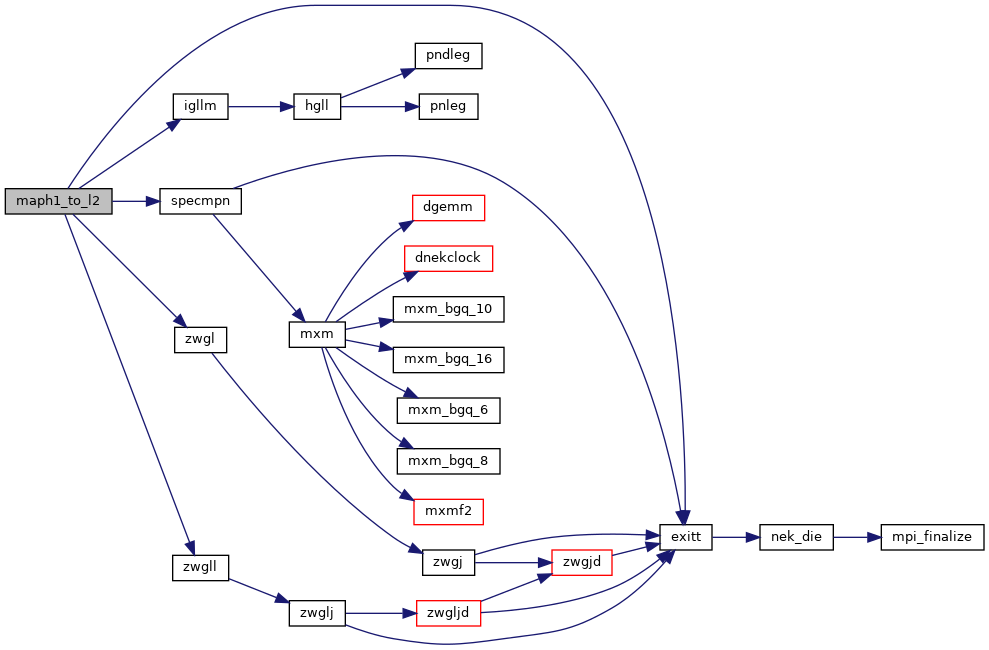 pndleg
igllm
hgll
pnleg
maph1_to_l2
specmpn
dgemm
dnekclock
mxm_bgq_10
zwgl
mxm
mxm_bgq_16
mxm_bgq_6
mxm_bgq_8
mxmf2
exitt
nek_die
mpi_finalize
zwgll
zwgj
zwgjd
zwglj
zwgljd